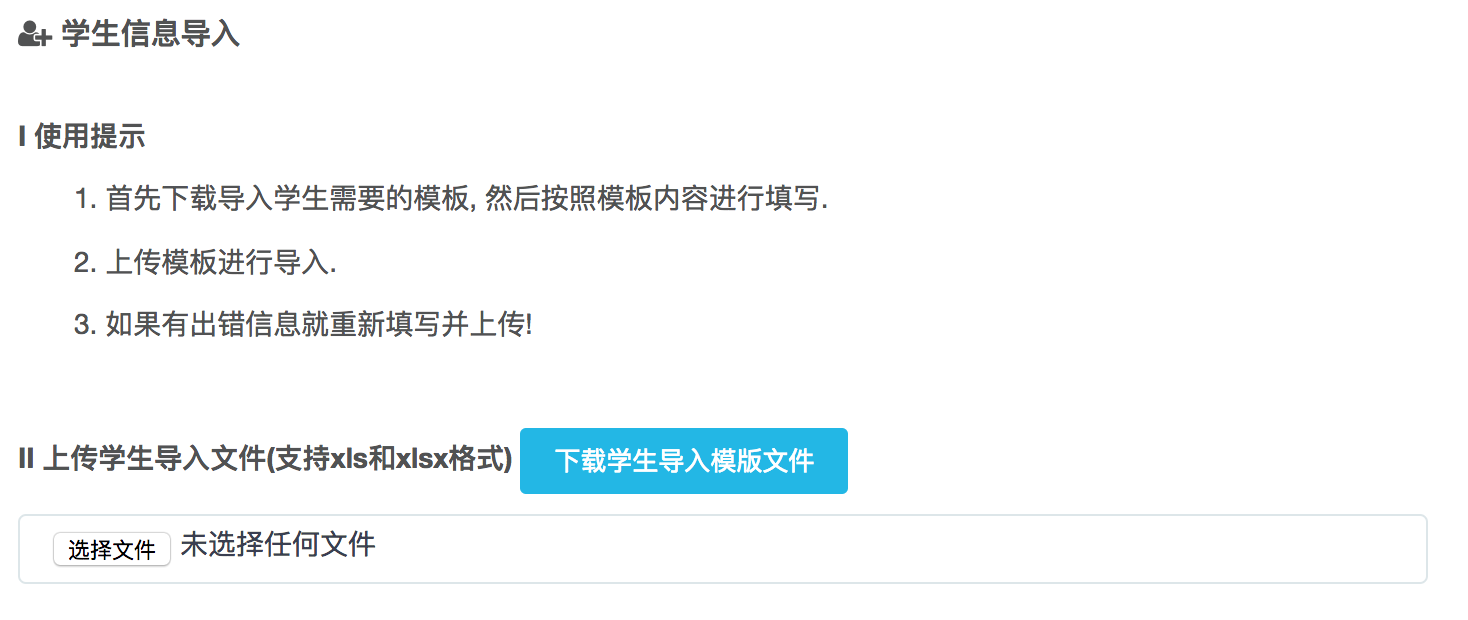 学生信息导入
I 使用提示
1. 首先下载导入学生需要的模板, 然后按照模板内容进行填写.
2. 上传模板进行导入.
3. 如果有出错信息就重新填写并上传!
II 上传学生导入文件(支持xls和xlsx格式) 下载学生导入模版文件
选择文件 未选择任何文件